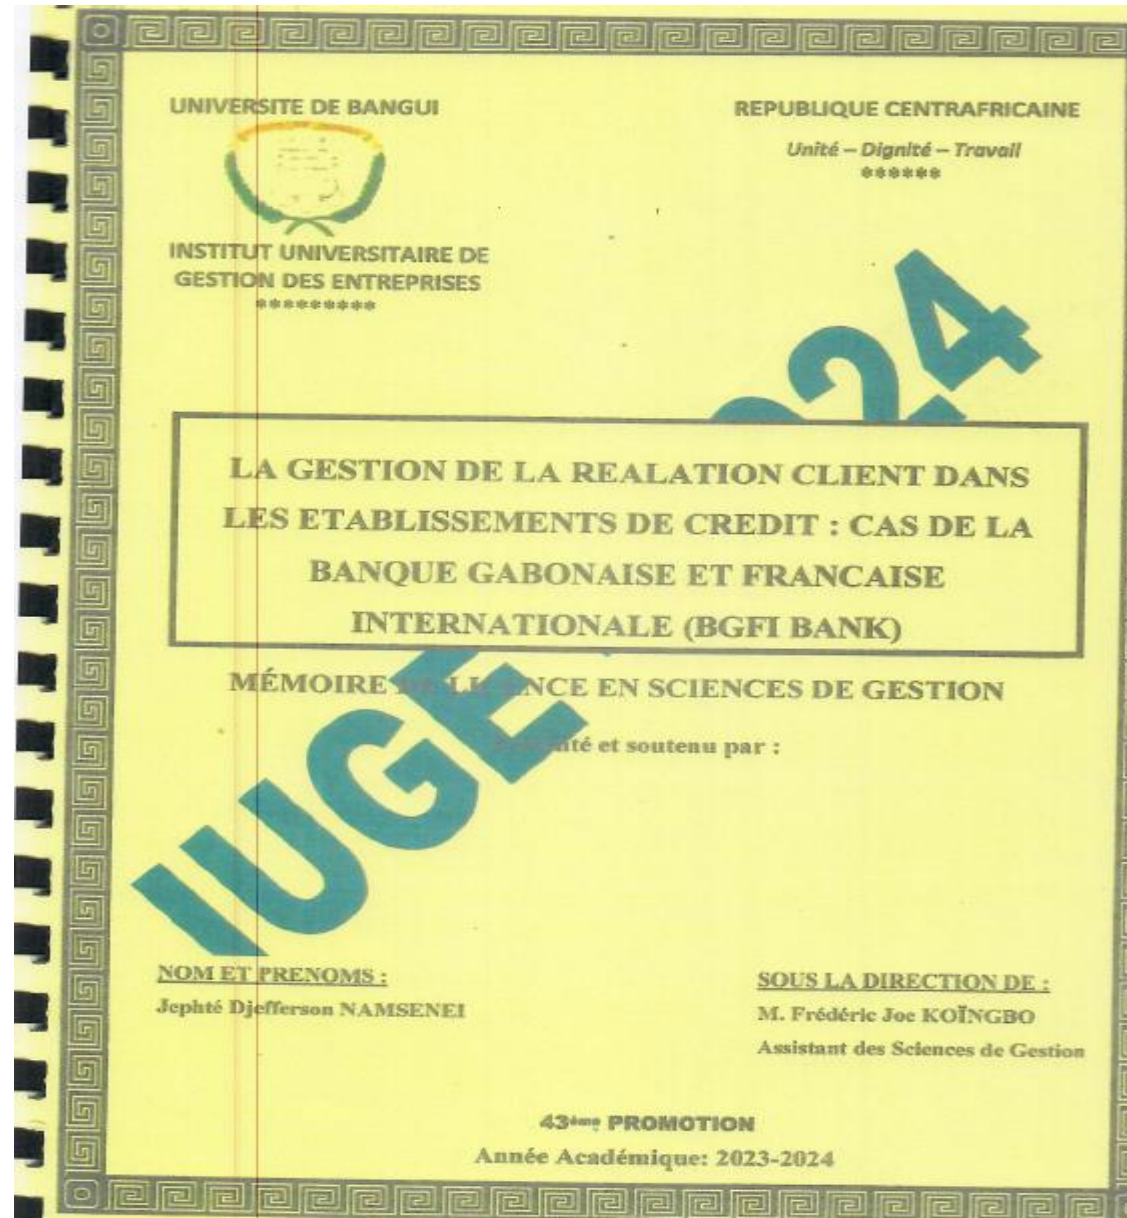 UNIVERSITE DE BANGUI
INSTITUT UNIVERSITAIRE DE
GESTION DES ENTREPRISES
*********
REPUBLIQUE CENTRAFRICAINE
Unité – Dignité – Travail
******
LA GESTION DE LA REALATION CLIENT DANS
LES ETABLISSEMENTS DE CREDIT : CAS DE LA
BANQUE GABONAISE ET FRANCAISE
INTERNATIONALE (BGFI BANK)
MÉMOIRE DE LICENCE EN SCIENCES DE GESTION
et soutenu par :
IUGE
24
NOM ET PRENOMS :
Jephté Djefferson NAMSENEI
SOUS LA DIRECTION DE :
M. Frédéric Joe KOÏNGBO
Assistant des Sciences de Gestion
43ème PROMOTION
Année Académique: 2023-2024